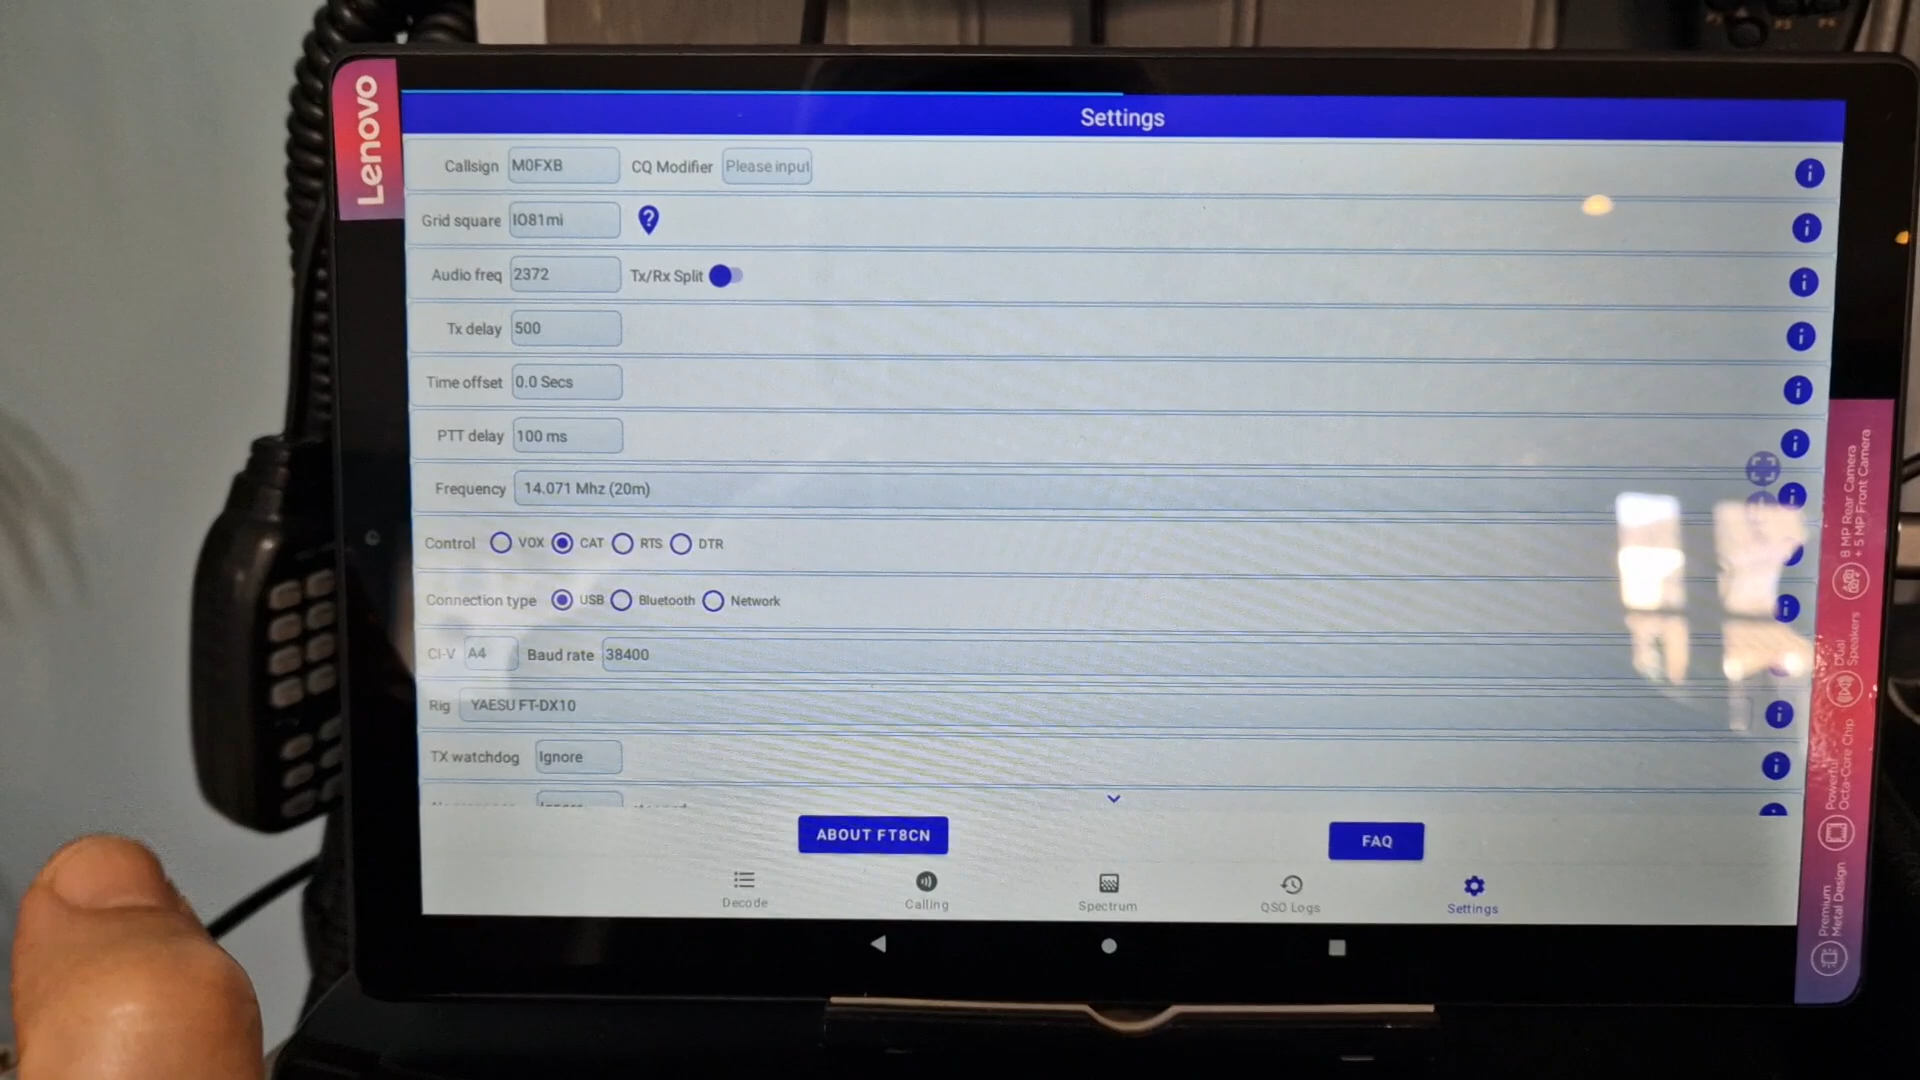 Lenovo
Settings
Callsign M0FXB CQ Modifier Please input
Grid square IO81mi
Audio freq 2372 Tx/Rx Split
Tx delay 500
Time offset 0.0 Secs
PTT delay 100 ms
Frequency 14.071 Mhz (20m)
Control VOX CAT RTS DTR
Connection type USB Bluetooth Network
CI-V A4 Baud rate 38400
Rig YAESU FT-DX10
TX watchdog Ignore
ABOUT FT8CN FAQ
Decode Calling Spectrum QSO Logs Settings
8 MP Rear Camera
+ 5 MP Front Camera
Dual
Speakers
Powerful
Octa-Core Chip
Premium
Metal Design